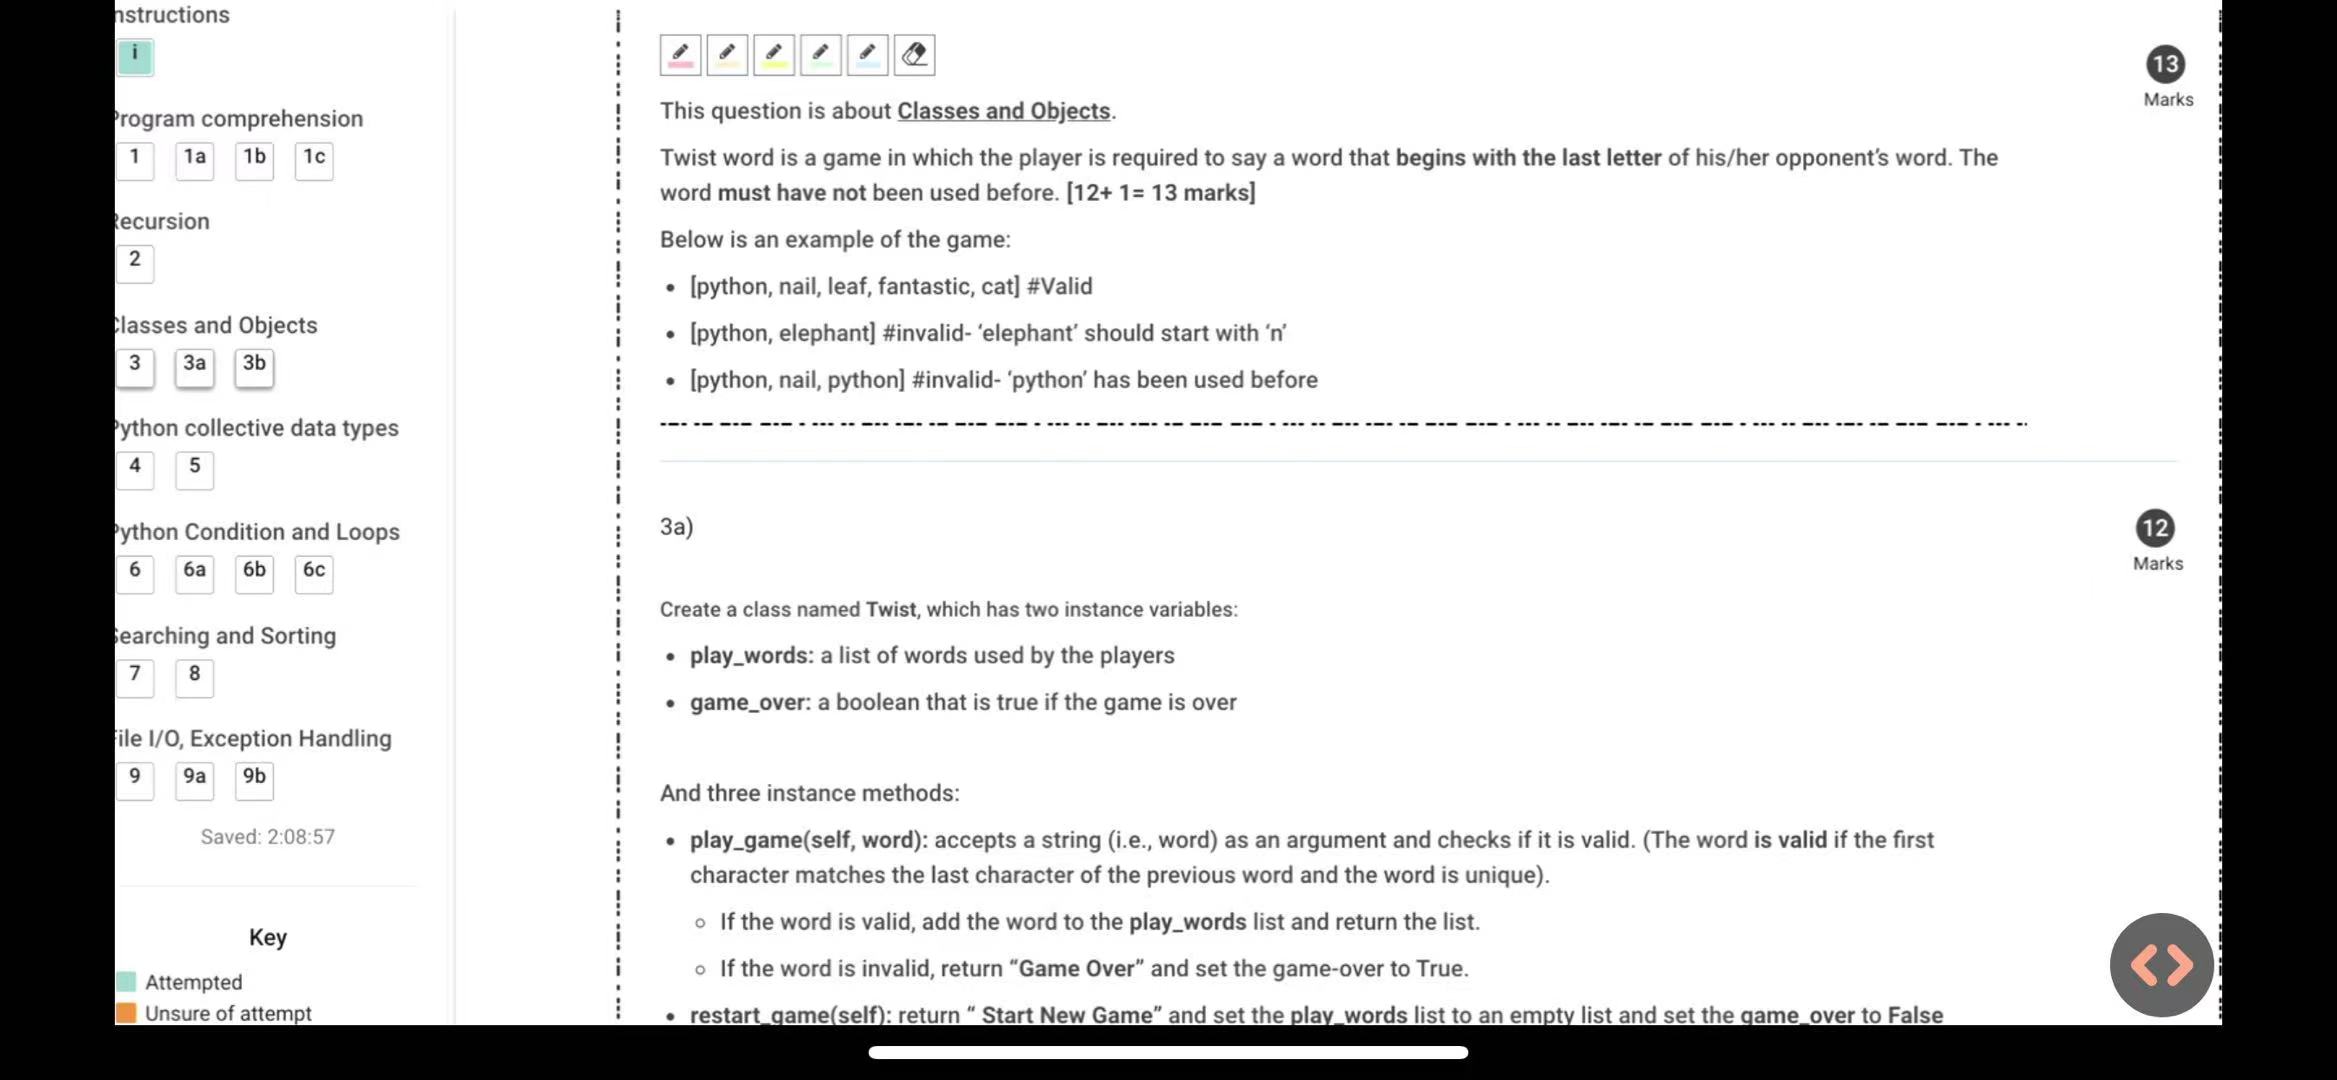 nstructions
i
Program comprehension
1 1a 1b 1c
Recursion
2
Classes and Objects
3 3a 3b
Python collective data types
4 5
Python Condition and Loops
6 6a 6b 6c
Searching and Sorting
7 8
File I/O, Exception Handling
9 9a 9b
Saved: 2:08:57
Key
Attempted
Unsure of attempt
13
Marks
This question is about Classes and Objects.
Twist word is a game in which the player is required to say a word that begins with the last letter of his/her opponent's word. The
word must have not been used before. [12+ 1= 13 marks]
Below is an example of the game:
• [python, nail, leaf, fantastic, cat] #Valid
• [python, elephant] #invalid- ‘elephant’ should start with ‘n’
• [python, nail, python] #invalid- ‘python’ has been used before
3a)
12
Marks
Create a class named Twist, which has two instance variables:
• play_words: a list of words used by the players
• game_over: a boolean that is true if the game is over
And three instance methods:
• play_game(self, word): accepts a string (i.e., word) as an argument and checks if it is valid. (The word is valid if the first
character matches the last character of the previous word and the word is unique).
○ If the word is valid, add the word to the play_words list and return the list.
○ If the word is invalid, return “Game Over” and set the game-over to True.
• restart_game(self): return “ Start New Game” and set the play_words list to an empty list and set the game_over to False